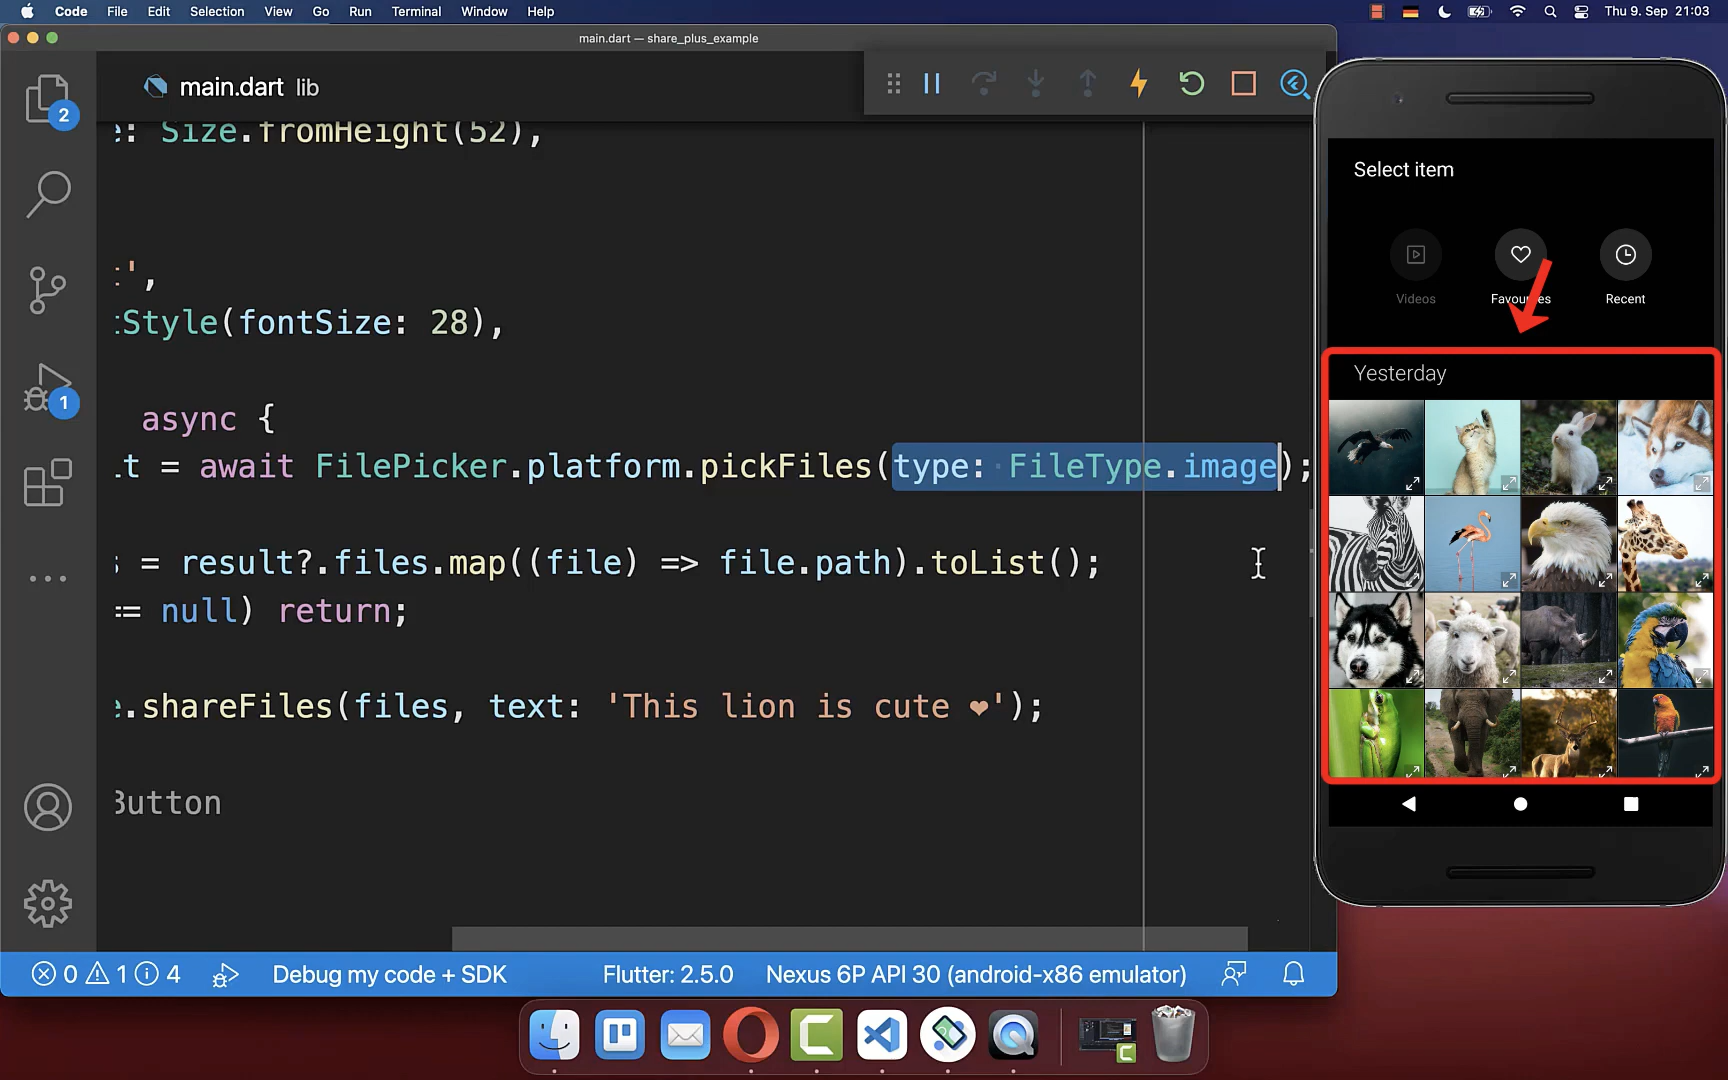 Code File Edit Selection View Go Run Terminal Window Help
Thu 9. Sep 21:03
main.dart — share_plus_example
main.dart lib
2
: Size.fromHeight(52),
',
Style(fontSize: 28),
async {
t = await FilePicker.platform.pickFiles(type: FileType.image);
= result?.files.map((file) => file.path).toList();
== null) return;
.shareFiles(files, text: 'This lion is cute ❤');
Button
1
0 1 4 Debug my code + SDK Flutter: 2.5.0 Nexus 6P API 30 (android-x86 emulator)
Select item
Videos Favourites Recent
Yesterday